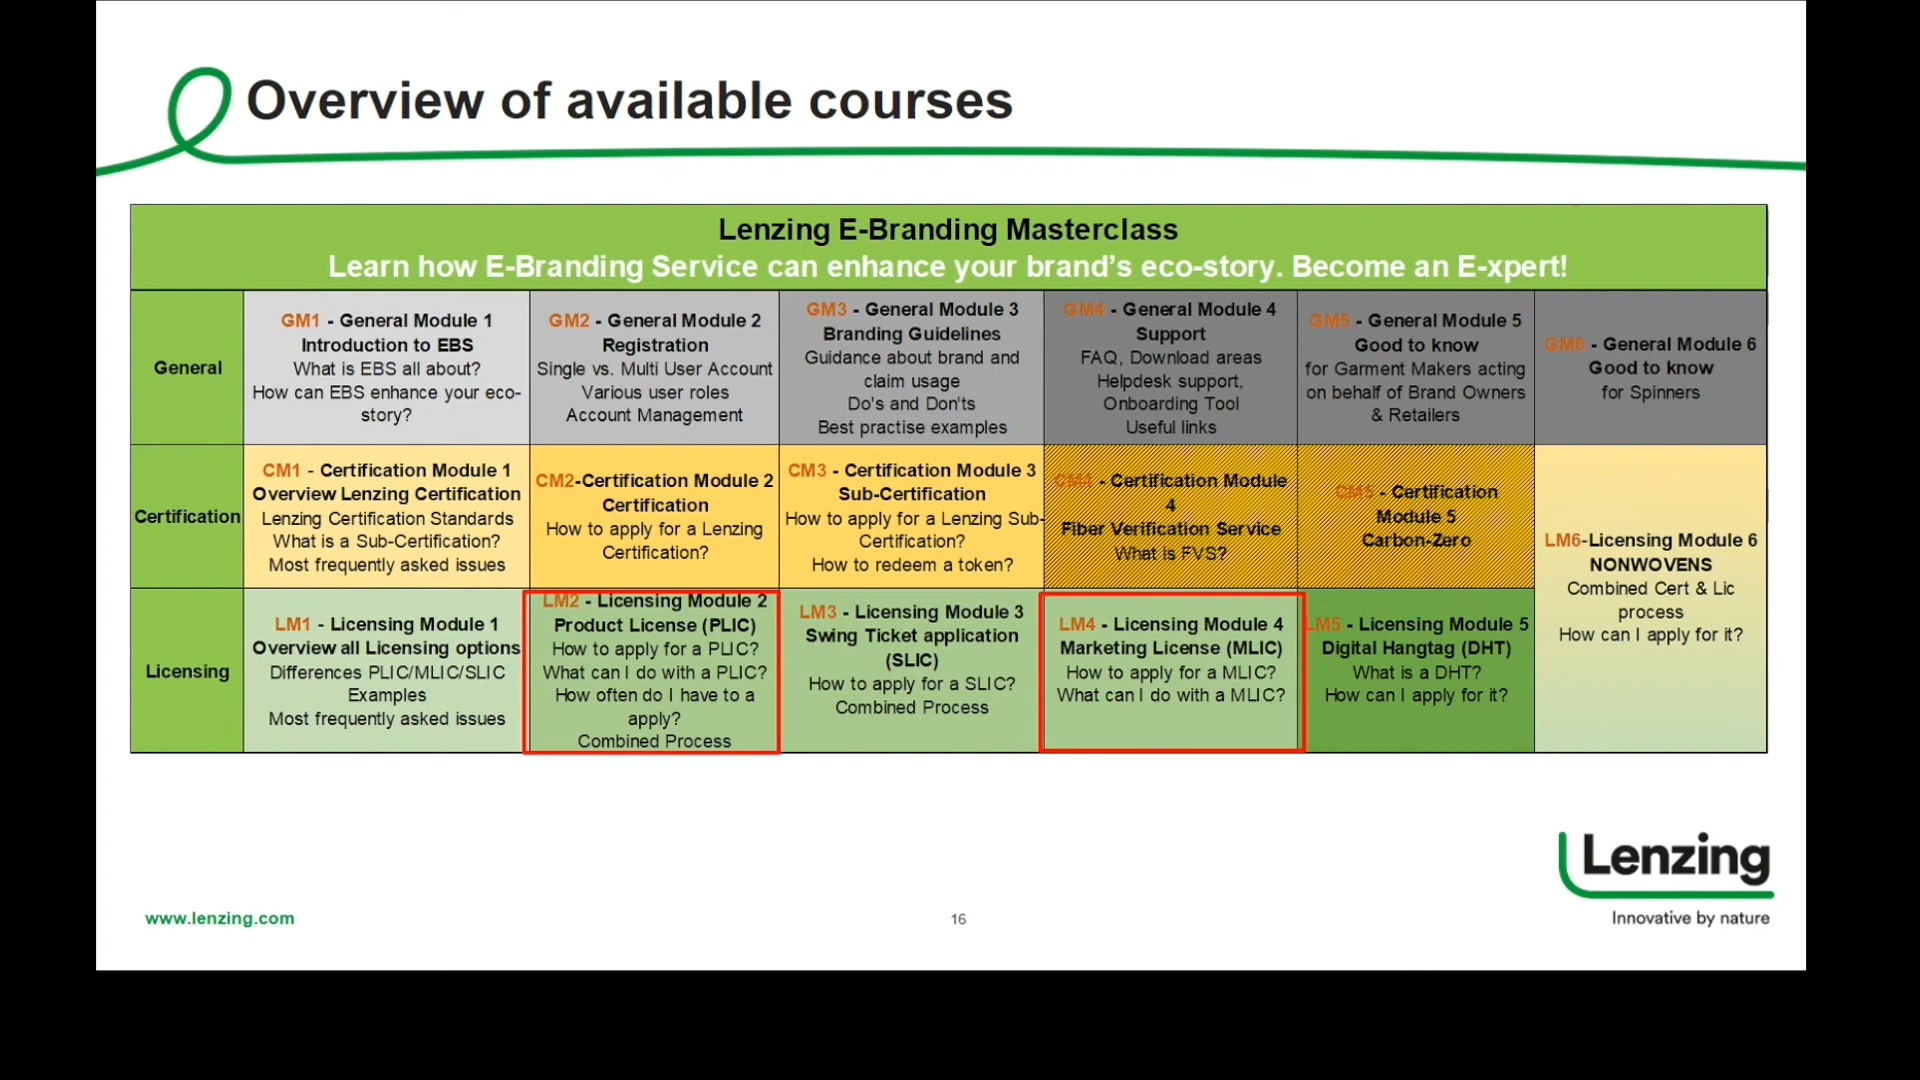 Overview of available courses
Lenzing E-Branding Masterclass
Learn how E-Branding Service can enhance your brand's eco-story. Become an E-xpert!
General
GM1 - General Module 1
Introduction to EBS
What is EBS all about?
How can EBS enhance your eco-
story?
GM2 - General Module 2
Registration
Single vs. Multi User Account
Various user roles
Account Management
GM3 - General Module 3
Branding Guidelines
Guidance about brand and
claim usage
Do's and Don'ts
Best practise examples
GM4 - General Module 4
Support
FAQ, Download areas
Helpdesk support,
Onboarding Tool
Useful links
GM5 - General Module 5
Good to know
for Garment Makers acting
on behalf of Brand Owners
& Retailers
GM6 - General Module 6
Good to know
for Spinners
Certification
CM1 - Certification Module 1
Overview Lenzing Certification
Lenzing Certification Standards
What is a Sub-Certification?
Most frequently asked issues
CM2-Certification Module 2
Certification
How to apply for a Lenzing
Certification?
CM3 - Certification Module 3
Sub-Certification
How to apply for a Lenzing Sub-
Certification?
How to redeem a token?
CM4 - Certification Module
4
Fiber Verification Service
What is FVS?
CM5 - Certification
Module 5
Carbon-Zero
LM6-Licensing Module 6
NONWOVENS
Combined Cert & Lic
process
How can I apply for it?
Licensing
LM1 - Licensing Module 1
Overview all Licensing options
Differences PLIC/MLIC/SLIC
Examples
Most frequently asked issues
LM2 - Licensing Module 2
Product License (PLIC)
How to apply for a PLIC?
What can I do with a PLIC?
How often do I have to a
apply?
Combined Process
LM3 - Licensing Module 3
Swing Ticket application
(SLIC)
How to apply for a SLIC?
Combined Process
LM4 - Licensing Module 4
Marketing License (MLIC)
How to apply for a MLIC?
What can I do with a MLIC?
LM5 - Licensing Module 5
Digital Hangtag (DHT)
What is a DHT?
How can I apply for it?
Lenzing
Innovative by nature
www.lenzing.com
16